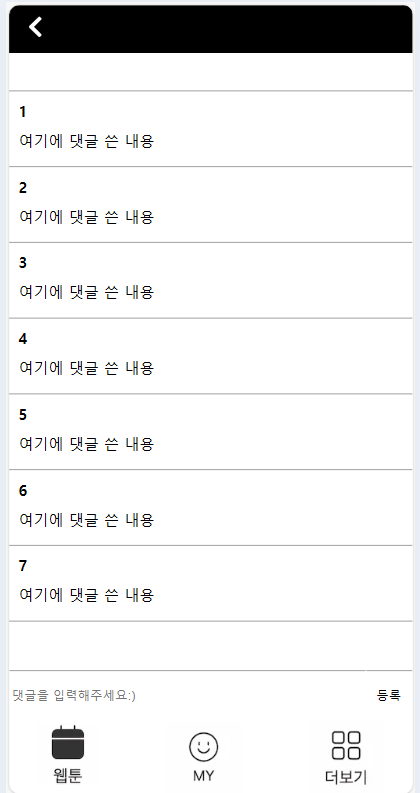 1
여기에 댓글 쓴 내용
2
여기에 댓글 쓴 내용
3
여기에 댓글 쓴 내용
4
여기에 댓글 쓴 내용
5
여기에 댓글 쓴 내용
6
여기에 댓글 쓴 내용
7
여기에 댓글 쓴 내용
댓글을 입력해주세요:) 등록
웹툰 MY 더보기